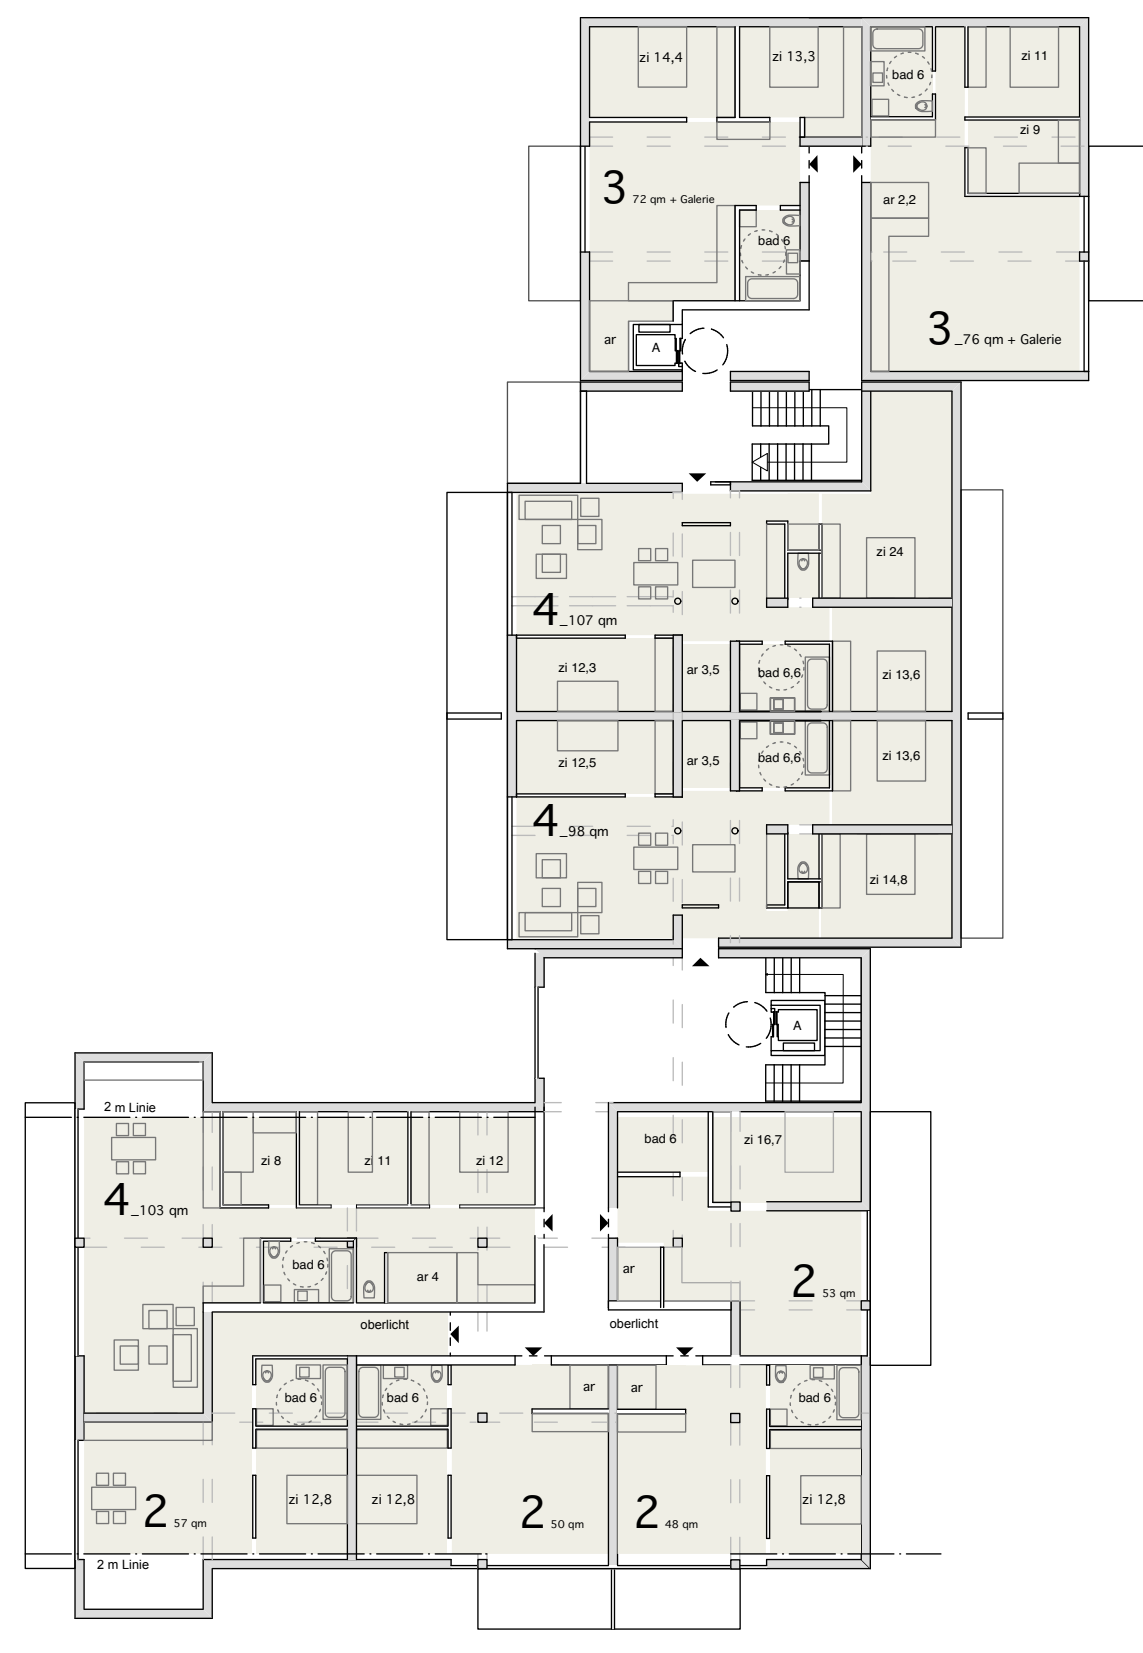 zi 14,4
zi 13,3
bad 6
zi 11
zi 9
3 72 qm + Galerie
ar 2,2
bad 6
3 _76 qm + Galerie
ar
A
zi 24
4 _107 qm
zi 12,3
ar 3,5
bad 6,6
zi 13,6
zi 12,5
ar 3,5
bad 6,6
zi 13,6
4 _98 qm
zi 14,8
A
2 m Linie
zi 8
zi 11
zi 12
bad 6
zi 16,7
4 _103 qm
bad 6
ar 4
ar
2 53 qm
oberlicht
oberlicht
bad 6
bad 6
ar
ar
bad 6
zi 12,8
zi 12,8
zi 12,8
2 57 qm
2 50 qm
2 48 qm
2 m Linie